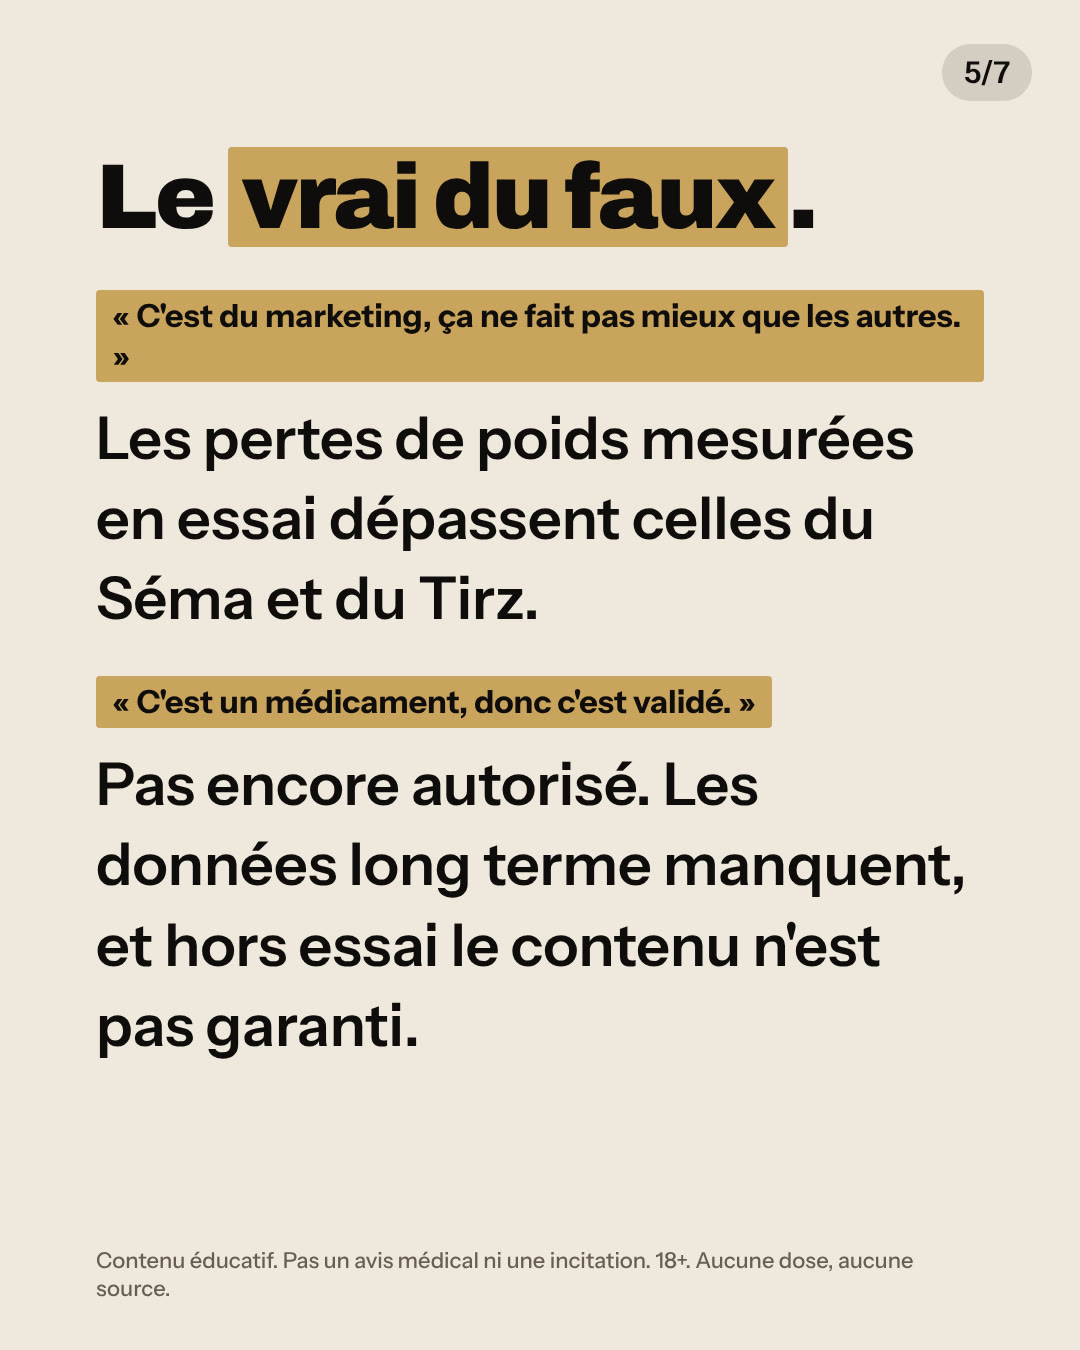 5/7
Le vrai du faux.
« C'est du marketing, ça ne fait pas mieux que les autres.
»
Les pertes de poids mesurées
en essai dépassent celles du
Séma et du Tirz.
« C'est un médicament, donc c'est validé. »
Pas encore autorisé. Les
données long terme manquent,
et hors essai le contenu n'est
pas garanti.
Contenu éducatif. Pas un avis médical ni une incitation. 18+. Aucune dose, aucune
source.